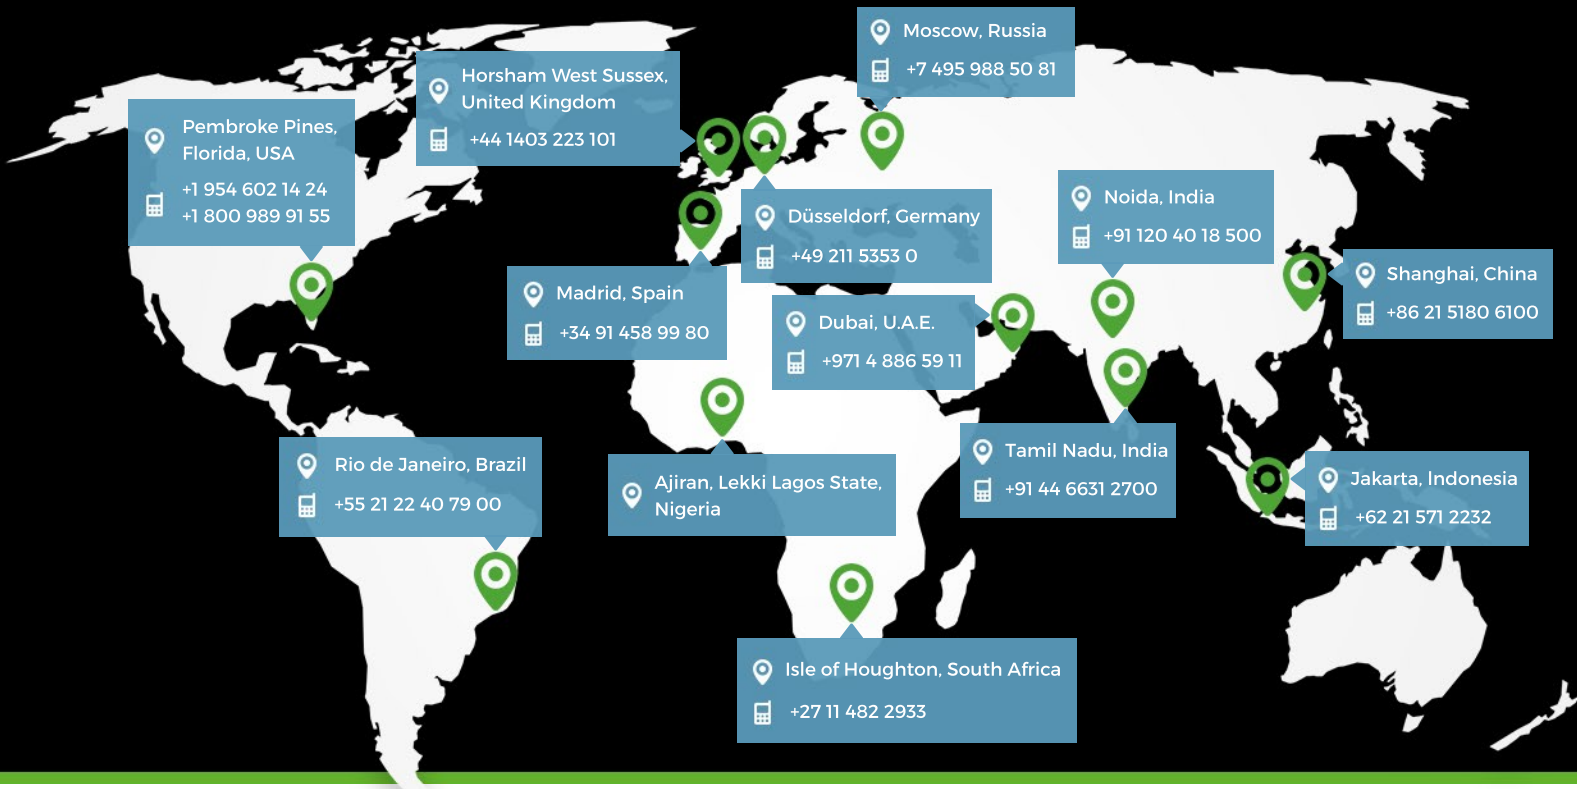 Moscow, Russia
+7 495 988 50 81
Horsham West Sussex,
United Kingdom
+44 1403 223 101
Pembroke Pines,
Florida, USA
+1 954 602 14 24
+1 800 989 91 55
Düsseldorf, Germany
+49 211 5353 0
Noida, India
+91 120 40 18 500
Shanghai, China
+86 21 5180 6100
Madrid, Spain
+34 91 458 99 80
Dubai, U.A.E.
+971 4 886 59 11
Rio de Janeiro, Brazil
+55 21 22 40 79 00
Ajiran, Lekki Lagos State,
Nigeria
Tamil Nadu, India
+91 44 6631 2700
Jakarta, Indonesia
+62 21 571 2232
Isle of Houghton, South Africa
+27 11 482 2933